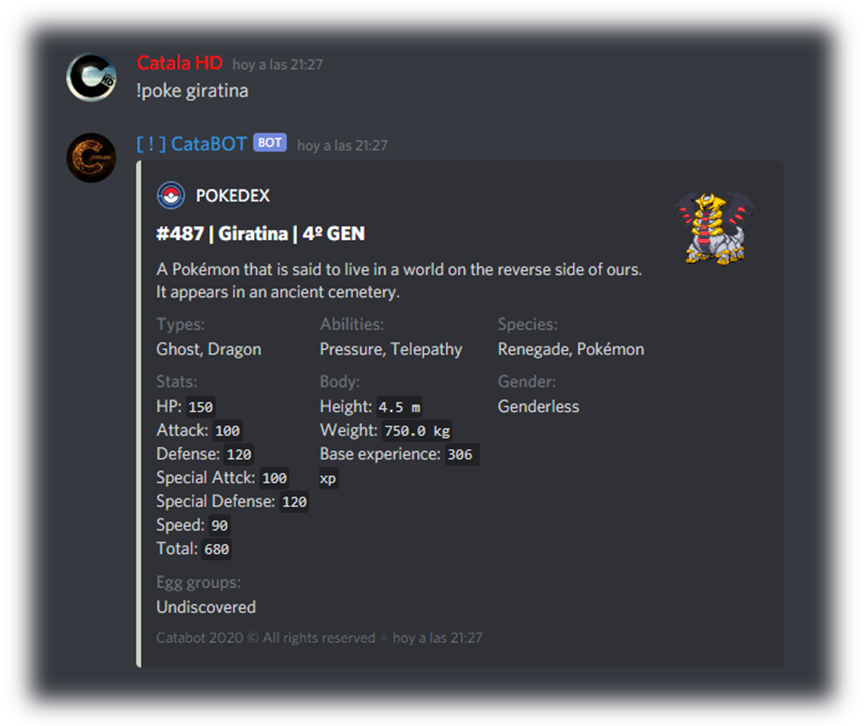 Catala HD hoy a las 21:27
!poke giratina
[ ! ] CataBOT BOT hoy a las 21:27
POKEDEX
#487 | Giratina | 4º GEN
A Pokémon that is said to live in a world on the reverse side of ours.
It appears in an ancient cemetery.
Types: Abilities: Species:
Ghost, Dragon Pressure, Telepathy Renegade, Pokémon
Stats: Body: Gender:
HP: 150 Height: 4.5 m Genderless
Attack: 100 Weight: 750.0 kg
Defense: 120 Base experience: 306
Special Attck: 100 xp
Special Defense: 120
Speed: 90
Total: 680
Egg groups:
Undiscovered
Catabot 2020 © All rights reserved • hoy a las 21:27